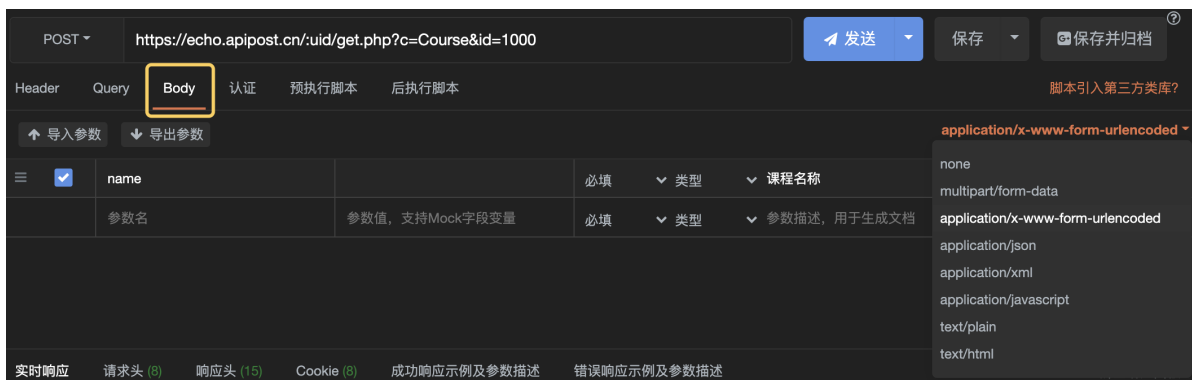 POST https://echo.apipost.cn/:uid/get.php?c=Course&id=1000 发送 保存 保存并归档
Header Query Body 认证 预执行脚本 后执行脚本 脚本引入第三方类库?
导入参数 导出参数 application/x-www-form-urlencoded
name 必填 类型 课程名称
参数名 参数值，支持Mock字段变量 必填 类型 参数描述，用于生成文档
none
multipart/form-data
application/x-www-form-urlencoded
application/json
application/xml
application/javascript
text/plain
text/html
实时响应 请求头 (8) 响应头 (15) Cookie (8) 成功响应示例及参数描述 错误响应示例及参数描述